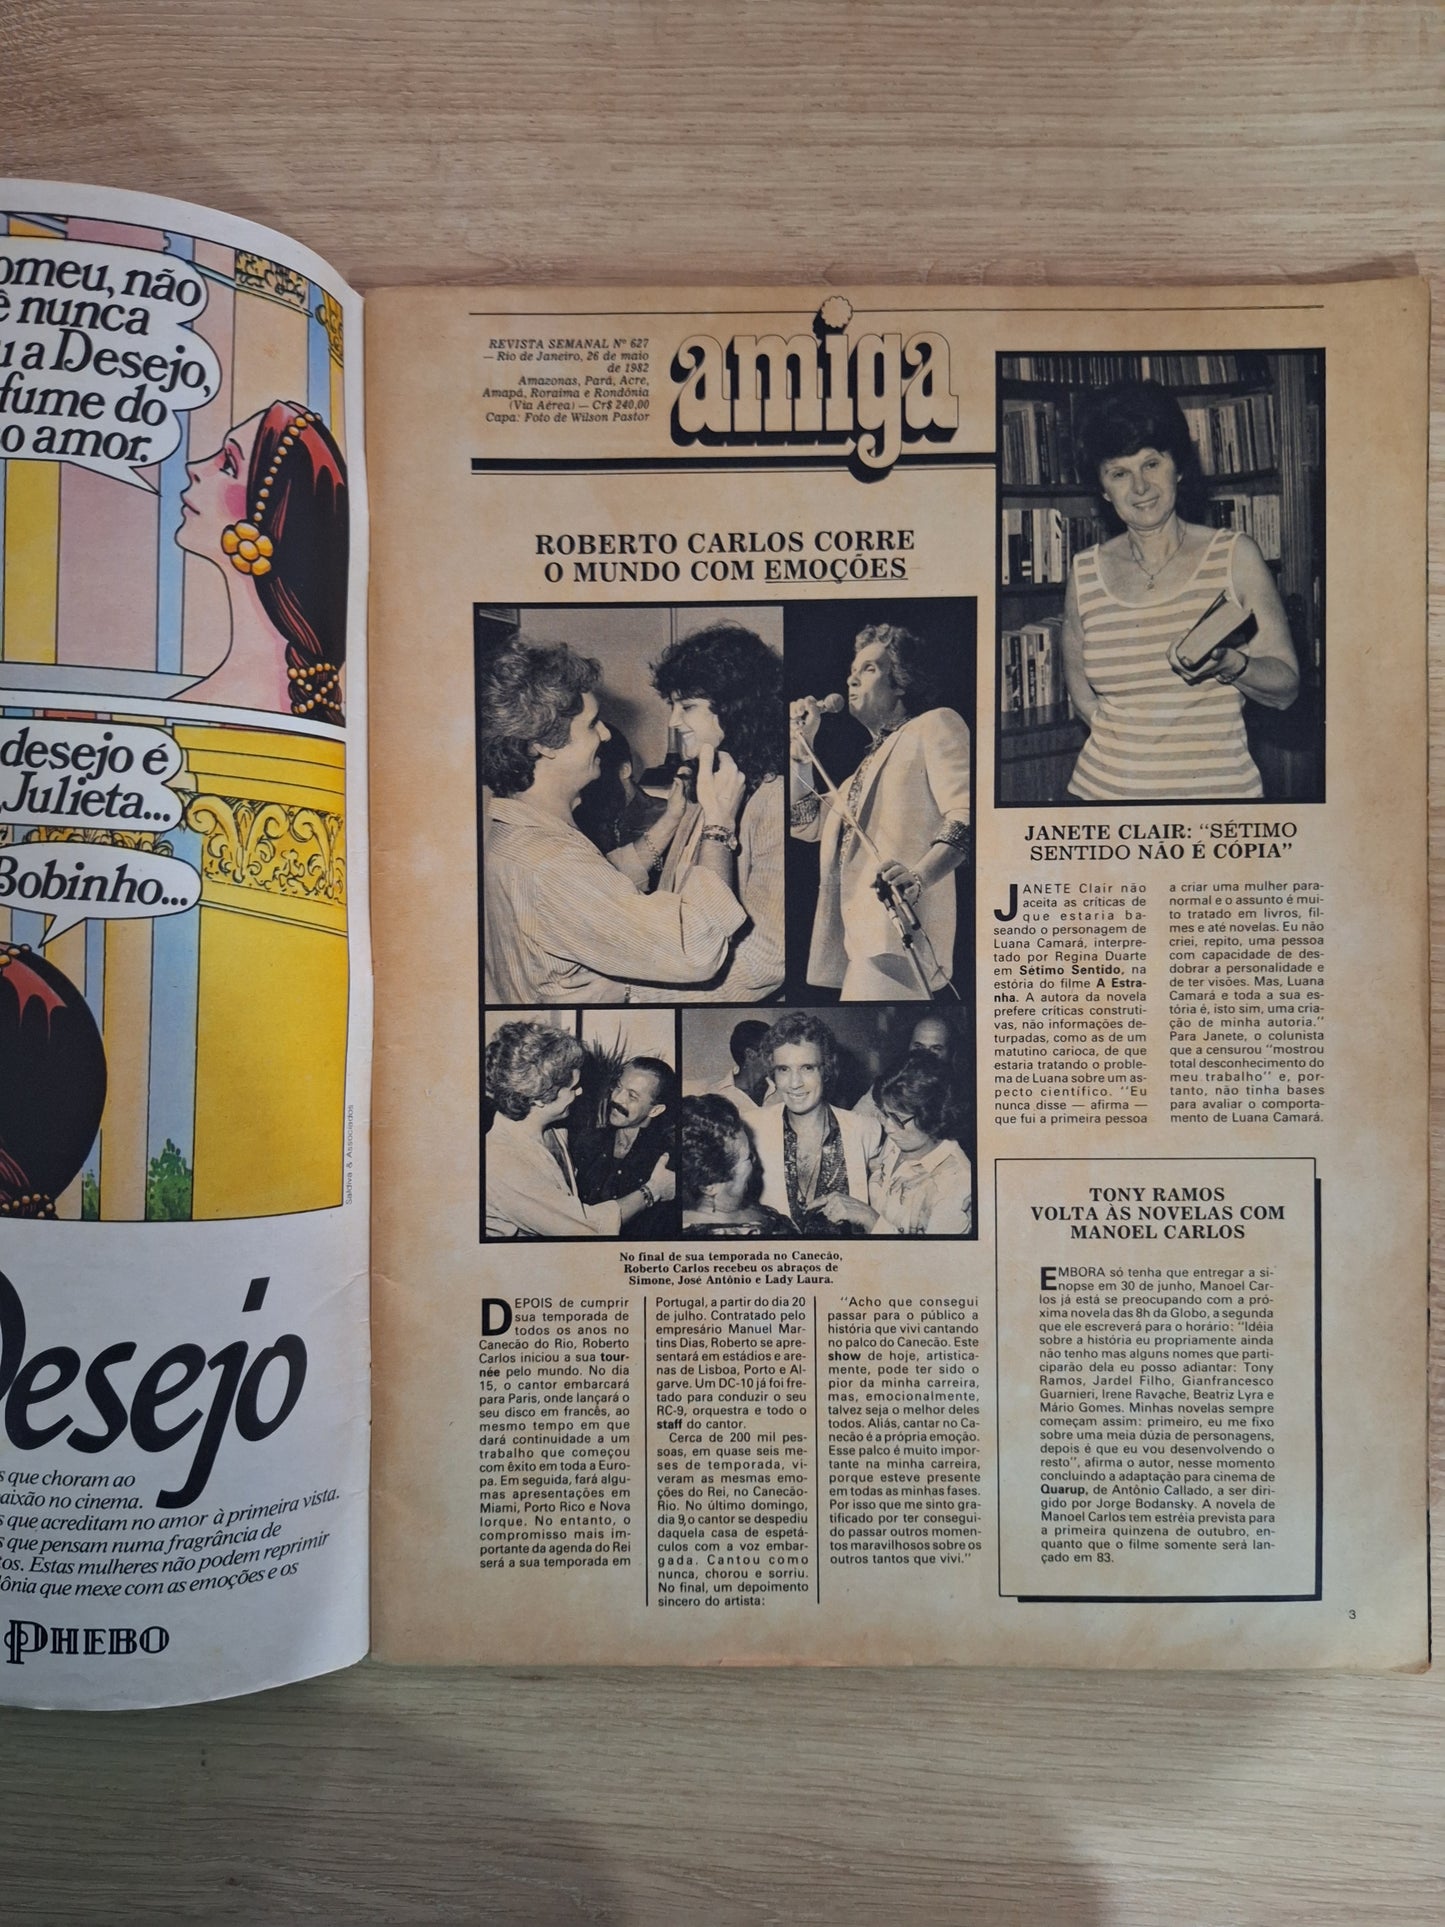 omeu, não
ê nunca
u a Desejo,
fume do
o amor.
desejo é
Julieta...
Bobinho...
Saldiva & Associados
Desejo
s que choram ao
paixão no cinema.
s que acreditam no amor à primeira vista.
s que pensam numa fragrância de
os. Estas mulheres não podem reprimir
ônia que mexe com as emoções e os
PHEBO
REVISTA SEMANAL Nº 627
— Rio de Janeiro, 26 de maio
de 1982
Amazonas, Pará, Acre,
Amapá, Roraima e Rondônia
(Via Aérea) — Cr$ 240,00
Capa: Foto de Wilson Pastor
amiga
ROBERTO CARLOS CORRE
O MUNDO COM EMOÇÕES
No final de sua temporada no Canecão,
Roberto Carlos recebeu os abraços de
Simone, José Antônio e Lady Laura.
DEPOIS de cumprir
sua temporada de
todos os anos no
Canecão do Rio, Roberto
Carlos iniciou a sua tour-
née pelo mundo. No dia
15, o cantor embarcará
para Paris, onde lançará o
seu disco em francês, ao
mesmo tempo em que
dará continuidade a um
trabalho que começou
com êxito em toda a Euro-
pa. Em seguida, fará algu-
mas apresentações em
Miami, Porto Rico e Nova
Iorque. No entanto, o
compromisso mais im-
portante da agenda do Rei
será a sua temporada em
Portugal, a partir do dia 20
de julho. Contratado pelo
empresário Manuel Mar-
tins Dias, Roberto se apre-
sentará em estádios e are-
nas de Lisboa, Porto e Al-
garve. Um DC-10 já foi fre-
tado para conduzir o seu
RC-9, orquestra e todo o
staff do cantor.
Cerca de 200 mil pes-
soas, em quase seis me-
ses de temporada, vi-
veram as mesmas emo-
ções do Rei, no Canecão-
Rio. No último domingo,
dia 9, o cantor se despediu
daquela casa de espetá-
culos com a voz embar-
gada. Cantou como
nunca, chorou e sorriu.
No final, um depoimento
sincero do artista:
"Acho que consegui
passar para o público a
história que vivi cantando
no palco do Canecão. Este
show de hoje, artistica-
mente, pode ter sido o
pior da minha carreira,
mas, emocionalmente,
talvez seja o melhor deles
todos. Aliás, cantar no Ca-
necão é a própria emoção.
Esse palco é muito impor-
tante na minha carreira,
porque esteve presente
em todas as minhas fases.
Por isso que me sinto gra-
tificado por ter consegui-
do passar outros momen-
tos maravilhosos sobre os
outros tantos que vivi."
JANETE CLAIR: "SÉTIMO
SENTIDO NÃO É CÓPIA"
JANETE Clair não
aceita as críticas de
que estaria ba-
seando o personagem de
Luana Camará, interpre-
tado por Regina Duarte
em Sétimo Sentido, na
estória do filme A Estra-
nha. A autora da novela
prefere críticas construti-
vas, não informações de-
turpadas, como as de um
matutino carioca, de que
estaria tratando o proble-
ma de Luana sobre um as-
pecto científico. "Eu
nunca disse — afirma —
que fui a primeira pessoa
a criar uma mulher para-
normal e o assunto é mui-
to tratado em livros, fil-
mes e até novelas. Eu não
criei, repito, uma pessoa
com capacidade de des-
dobrar a personalidade e
de ter visões. Mas, Luana
Camará e toda a sua es-
tória é, isto sim, uma cria-
ção de minha autoria."
Para Janete, o colunista
que a censurou "mostrou
total desconhecimento do
meu trabalho" e, por-
tanto, não tinha bases
para avaliar o comporta-
mento de Luana Camará.
TONY RAMOS
VOLTA ÀS NOVELAS COM
MANOEL CARLOS
EMBORA só tenha que entregar a si-
nopse em 30 de junho, Manoel Car-
los já está se preocupando com a pró-
xima novela das 8h da Globo, a segunda
que ele escreverá para o horário: "Idéia
sobre a história eu propriamente ainda
não tenho mas alguns nomes que parti-
ciparão dela eu posso adiantar: Tony
Ramos, Jardel Filho, Gianfrancesco
Guarnieri, Irene Ravache, Beatriz Lyra e
Mário Gomes. Minhas novelas sempre
começam assim: primeiro, eu me fixo
sobre uma meia dúzia de personagens,
depois é que eu vou desenvolvendo o
resto", afirma o autor, nesse momento
concluindo a adaptação para cinema de
Quarup, de Antônio Callado, a ser diri-
gido por Jorge Bodansky. A novela de
Manoel Carlos tem estréia prevista para
a primeira quinzena de outubro, en-
quanto que o filme somente será lan-
çado em 83.
3